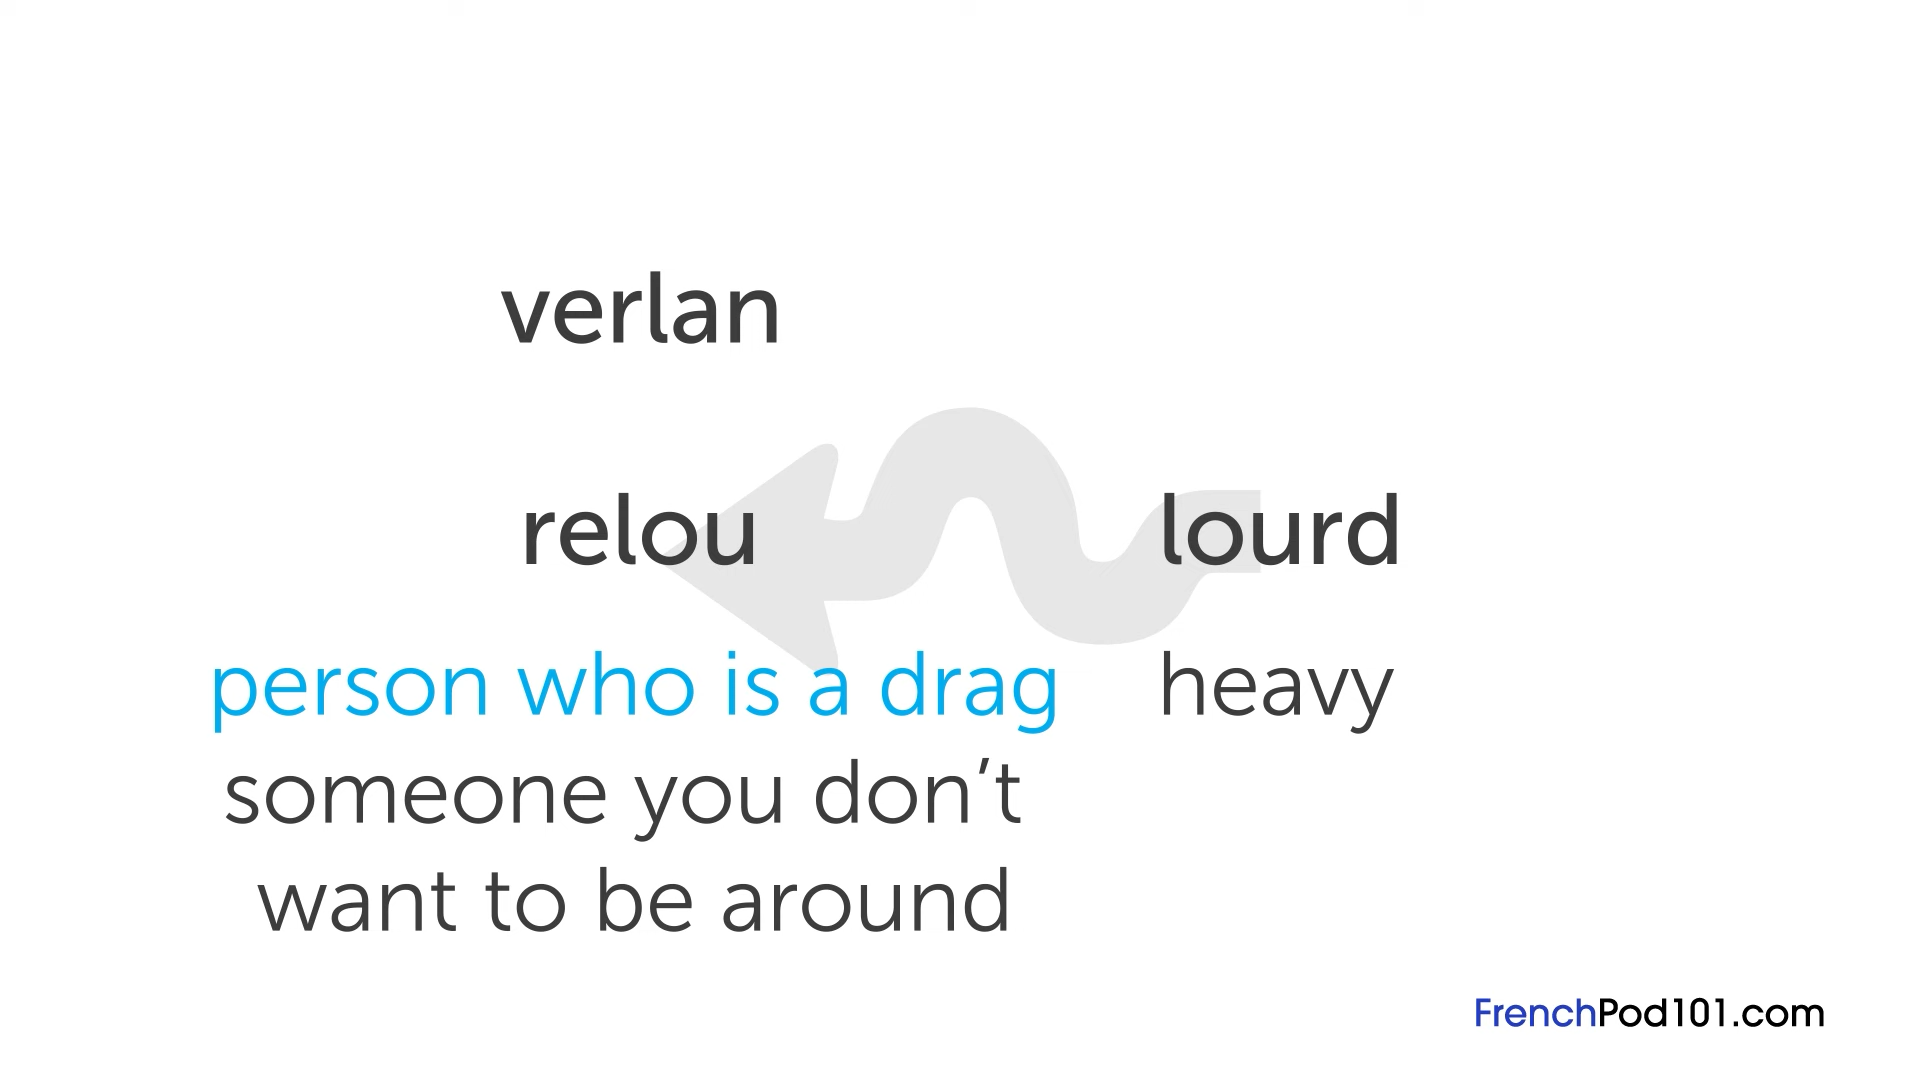 verlan
relou
lourd
person who is a drag
heavy
someone you don’t
want to be around
FrenchPod101.com